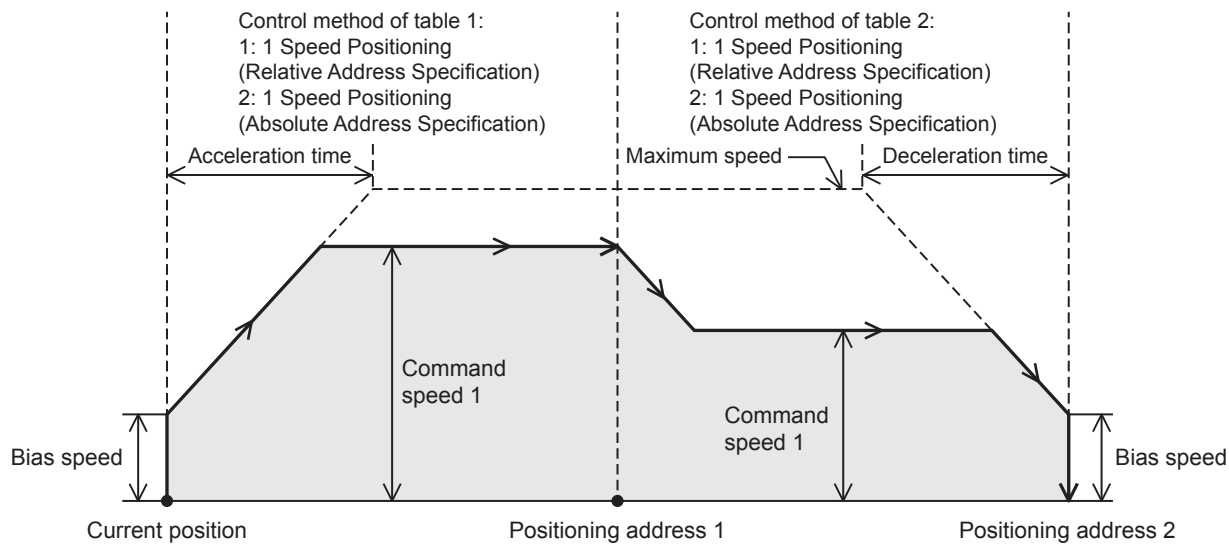 Control method of table 1:
1: 1 Speed Positioning
(Relative Address Specification)
2: 1 Speed Positioning
(Absolute Address Specification)
Control method of table 2:
1: 1 Speed Positioning
(Relative Address Specification)
2: 1 Speed Positioning
(Absolute Address Specification)
Acceleration time
Maximum speed
Deceleration time
Command
speed 1
Command
speed 1
Bias speed
Bias speed
Current position
Positioning address 1
Positioning address 2